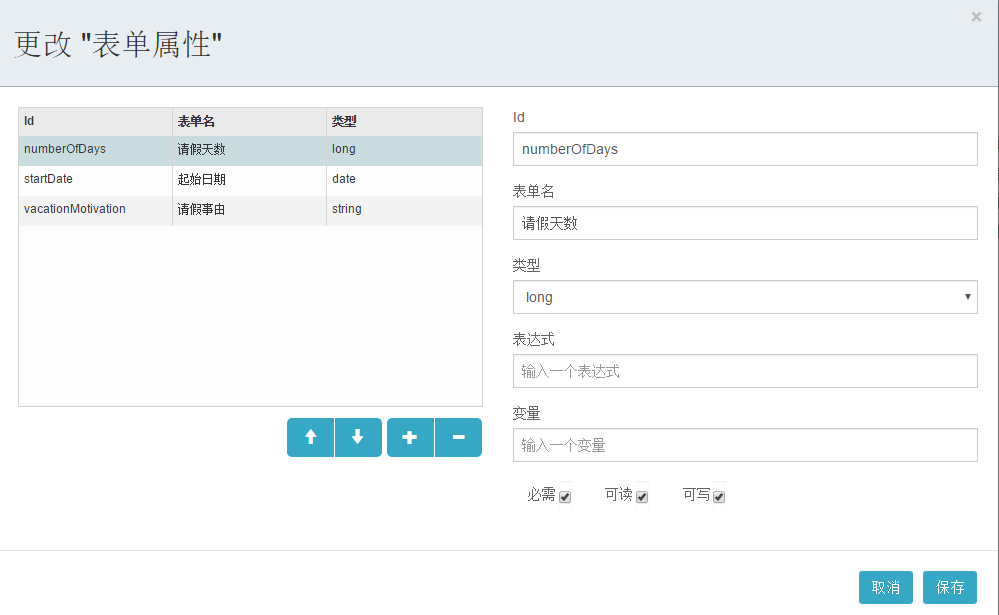 ×
更改 "表单属性"
Id 表单名 类型
numberOfDays 请假天数 long
startDate 起始日期 date
vacationMotivation 请假事由 string
Id
numberOfDays
表单名
请假天数
类型
long
表达式
输入一个表达式
变量
输入一个变量
必需 可读 可写
取消 保存